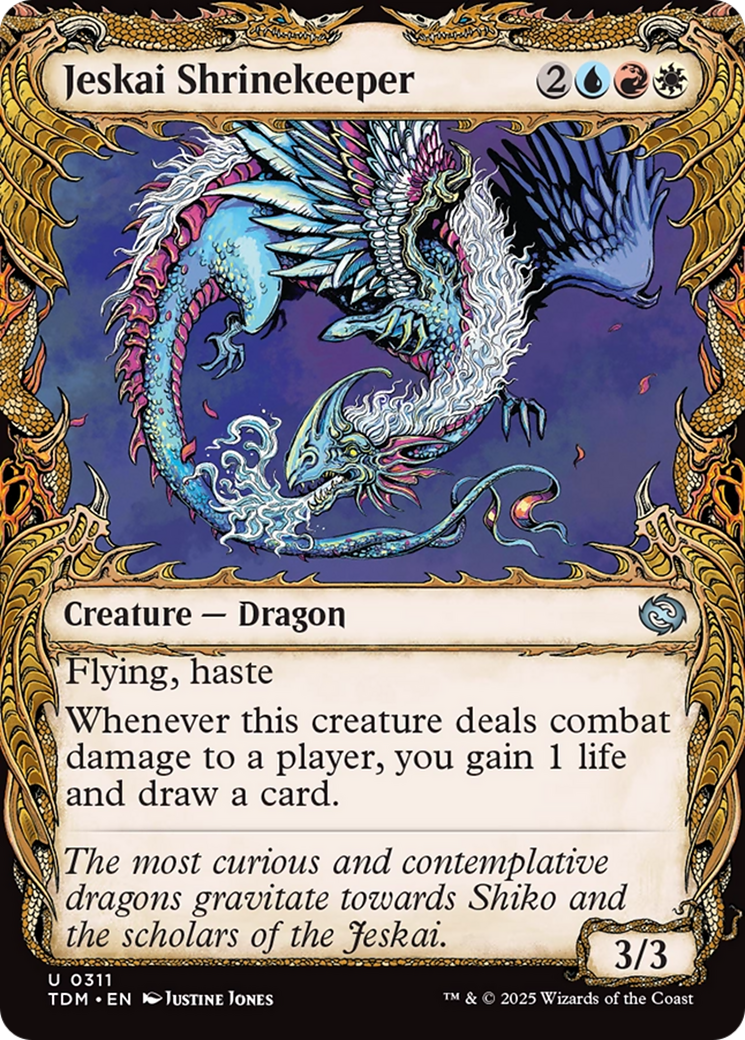 Jeskai Shrinekeeper 2
Creature — Dragon
Flying, haste
Whenever this creature deals combat
damage to a player, you gain 1 life
and draw a card.
The most curious and contemplative
dragons gravitate towards Shiko and
the scholars of the Jeskai.
3/3
U 0311
TDM • EN Justine Jones
™ & © 2025 Wizards of the Coast